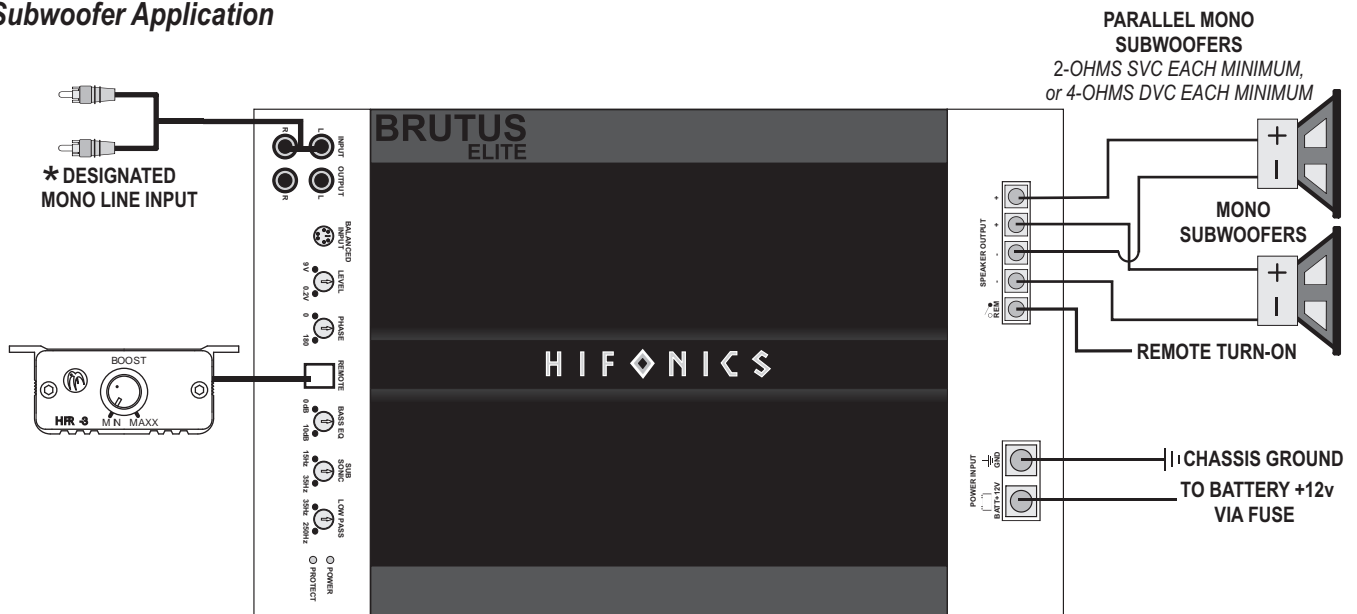 Subwoofer Application
PARALLEL MONO
SUBWOOFERS
2-OHMS SVC EACH MINIMUM,
or 4-OHMS DVC EACH MINIMUM
* DESIGNATED
MONO LINE INPUT
R
L
INPUT
OUTPUT
R
L
BRUTUS
ELITE
BALANCED
INPUT
LEVEL
9V
0.2V
PHASE
0
180
REMOTE
BASS EQ
0dB
10dB
SUB
SONIC
15Hz
35Hz
LOW PASS
35Hz
250Hz
POWER
PROTECT
BOOST
HFR -3
MIN MAXX
HIFONICS
+
+
-
-
SPEAKER OUTPUT
REM
+
−
MONO
SUBWOOFERS
+
−
REMOTE TURN-ON
POWER INPUT
GND
BATT+12V
CHASSIS GROUND
TO BATTERY +12v
VIA FUSE